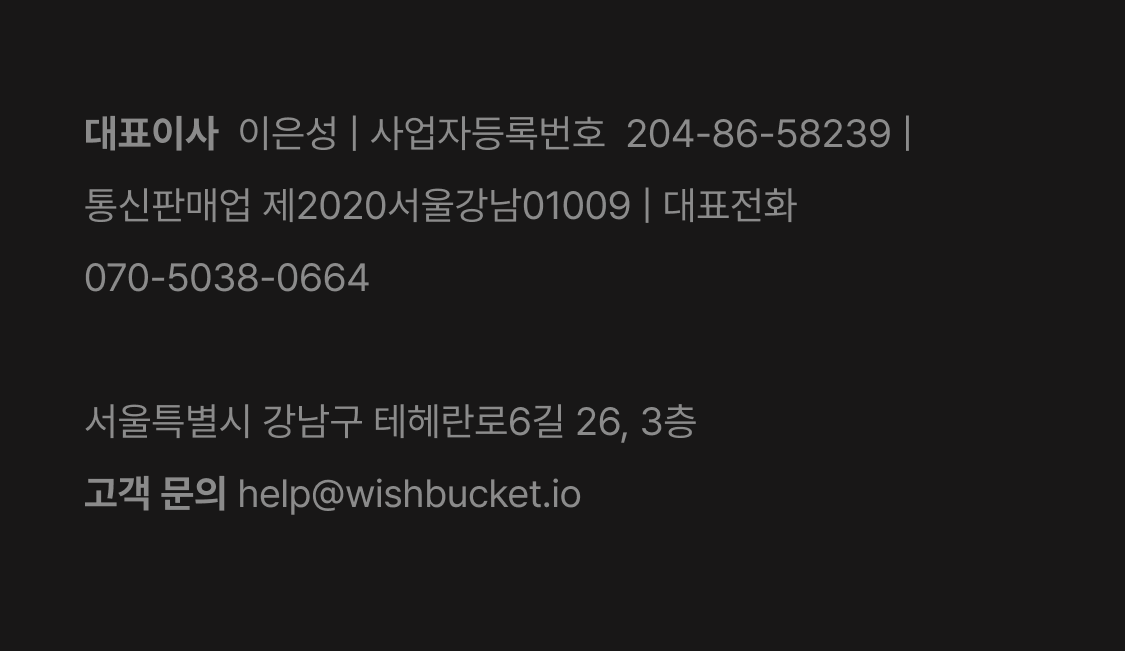 대표이사 이은성 | 사업자등록번호 204-86-58239 |
통신판매업 제2020서울강남01009 | 대표전화
070-5038-0664
서울특별시 강남구 테헤란로6길 26, 3층
고객 문의 help@wishbucket.io